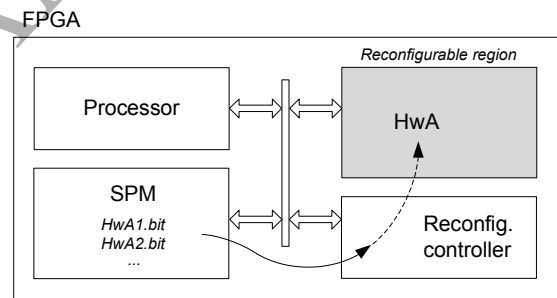 FPGA
Reconfigurable region
Processor
HwA
SPM
HwA1.bit
HwA2.bit
...
Reconfig.
controller